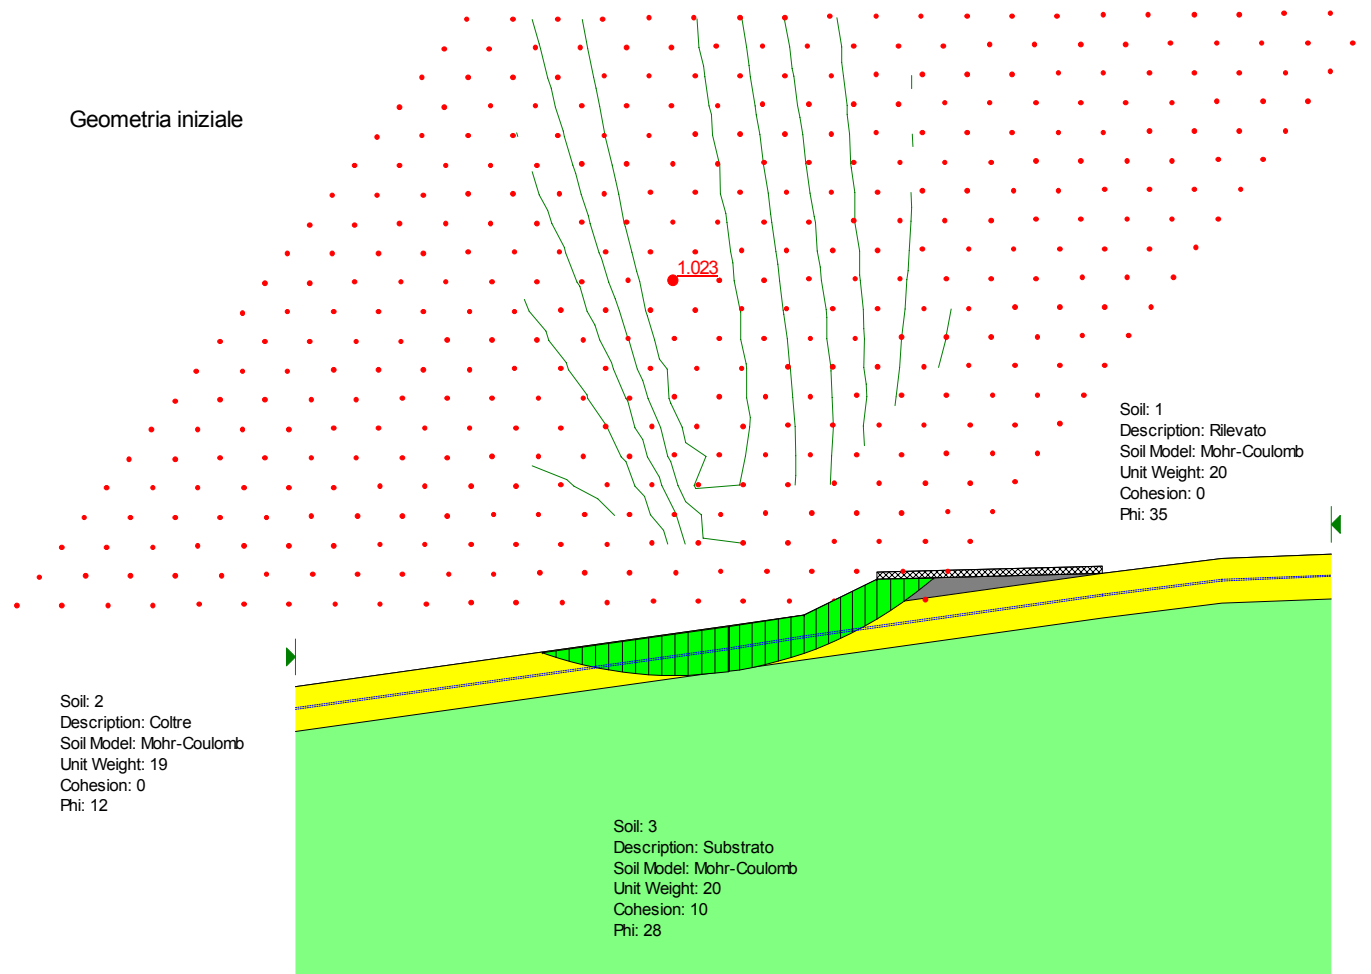 Geometria iniziale
1.023
Soil: 1
Description: Rilevato
Soil Model: Mohr-Coulomb
Unit Weight: 20
Cohesion: 0
Phi: 35
Soil: 2
Description: Coltre
Soil Model: Mohr-Coulomb
Unit Weight: 19
Cohesion: 0
Phi: 12
Soil: 3
Description: Substrato
Soil Model: Mohr-Coulomb
Unit Weight: 20
Cohesion: 10
Phi: 28